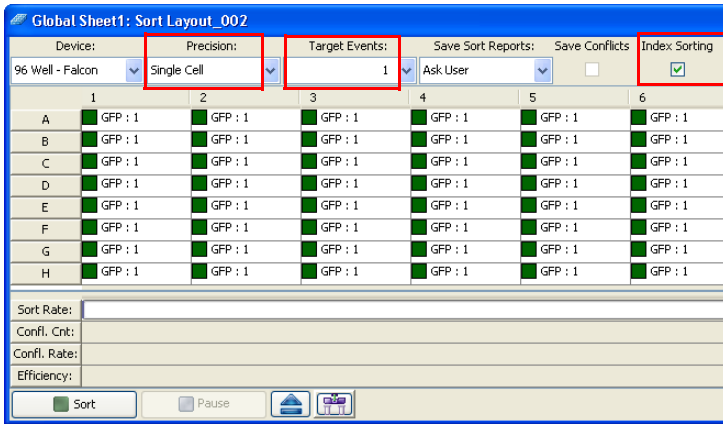 Global Sheet1: Sort Layout_002
Device: Precision: Target Events: Save Sort Reports: Save Conflicts Index Sorting
96 Well - Falcon Single Cell 1 Ask User
1 2 3 4 5 6
A GFP : 1 GFP : 1 GFP : 1 GFP : 1 GFP : 1 GFP : 1
B GFP : 1 GFP : 1 GFP : 1 GFP : 1 GFP : 1 GFP : 1
C GFP : 1 GFP : 1 GFP : 1 GFP : 1 GFP : 1 GFP : 1
D GFP : 1 GFP : 1 GFP : 1 GFP : 1 GFP : 1 GFP : 1
E GFP : 1 GFP : 1 GFP : 1 GFP : 1 GFP : 1 GFP : 1
F GFP : 1 GFP : 1 GFP : 1 GFP : 1 GFP : 1 GFP : 1
G GFP : 1 GFP : 1 GFP : 1 GFP : 1 GFP : 1 GFP : 1
H GFP : 1 GFP : 1 GFP : 1 GFP : 1 GFP : 1 GFP : 1
Sort Rate:
Confl. Cnt:
Confl. Rate:
Efficiency:
Sort Pause